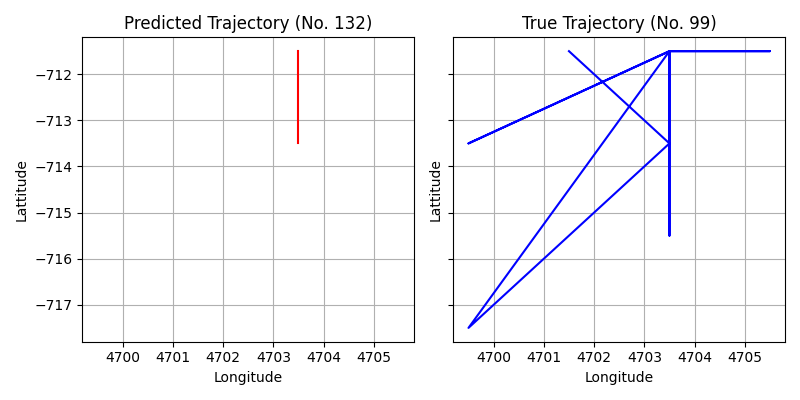 Predicted Trajectory (No. 132)
True Trajectory (No. 99)
−712
−713
−714
−715
−716
−717
Lattitude
Lattitude
4700 4701 4702 4703 4704 4705
4700 4701 4702 4703 4704 4705
Longitude
Longitude